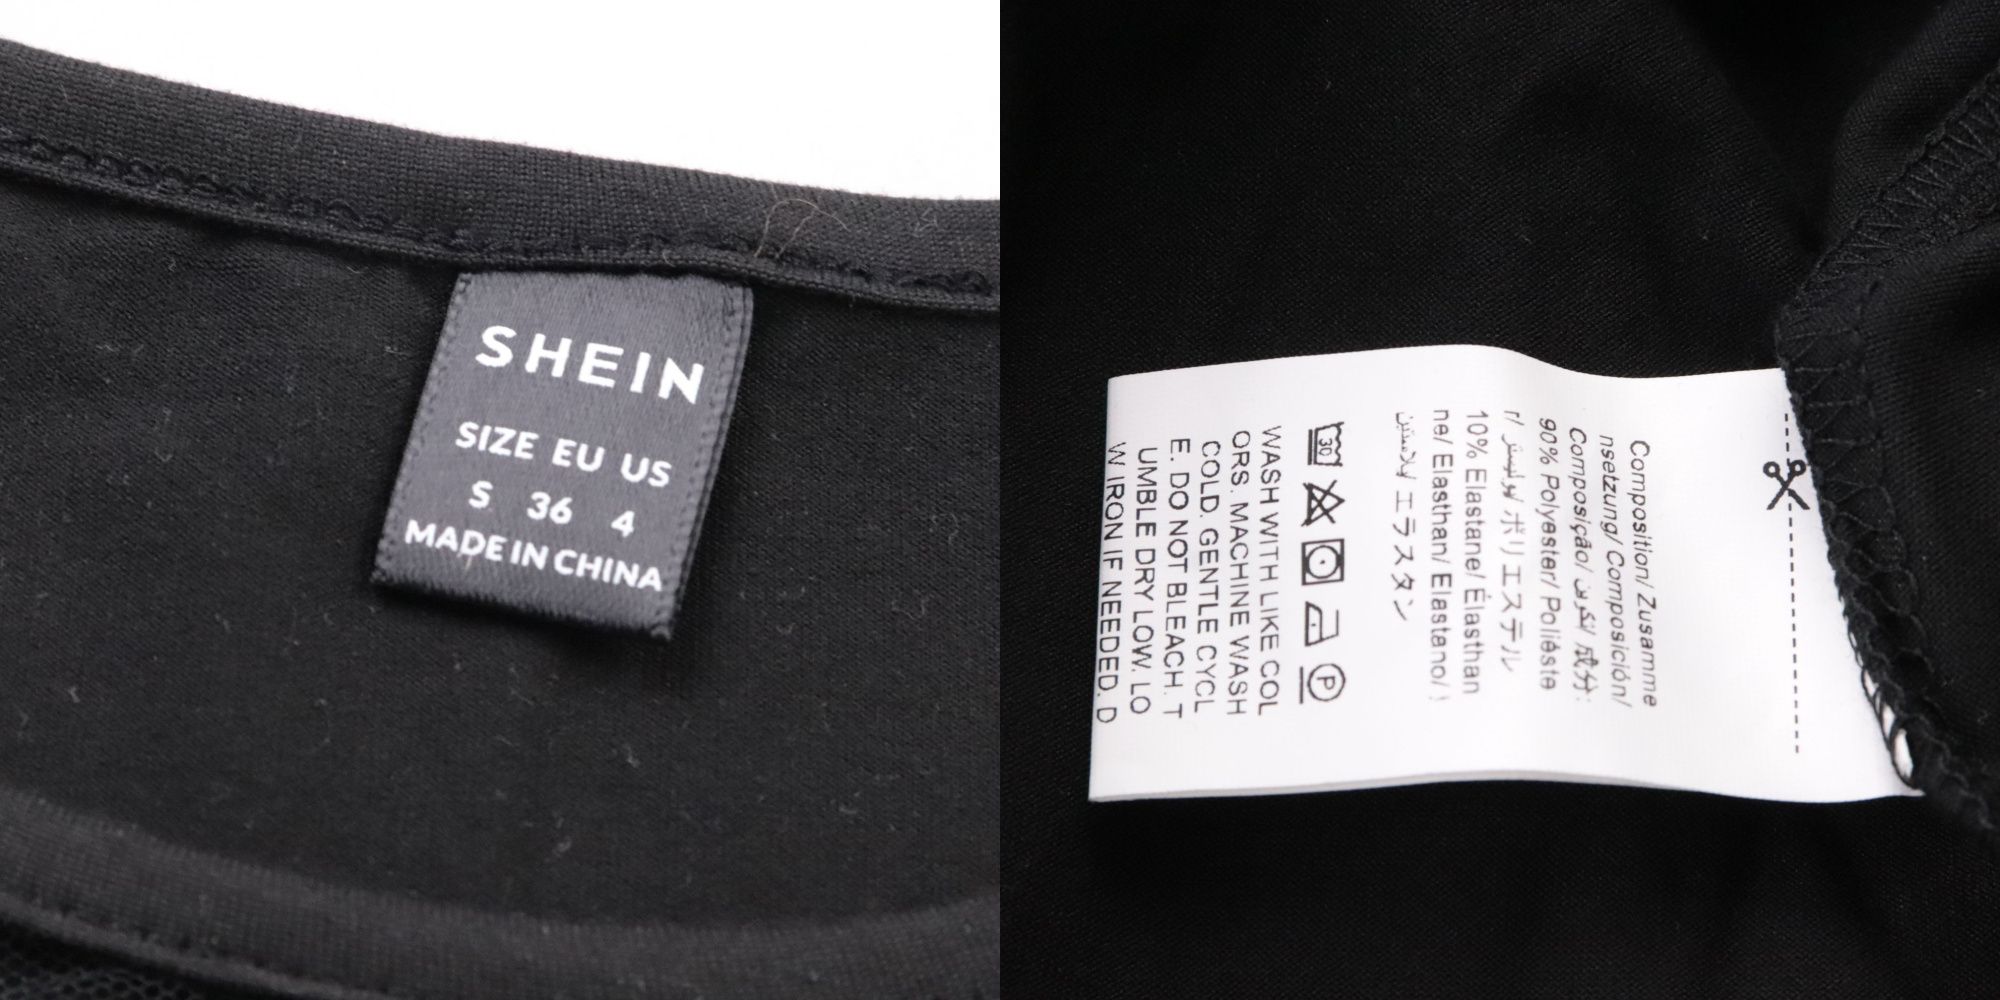 SHEIN
SIZE EU US
S 36 4
MADE IN CHINA
Composition/ Zusamme
nsetzung/ Composición/
Composição/ تكوين/ 成分:
90% Polyester/ Poliéste
r/ بوليستر/ ポリエステル
10% Elastane/ Élasthan
ne/ Elasthan/ Elastano/
إيلاستين/ エラスタン
30
P
WASH WITH LIKE COL
ORS. MACHINE WASH
COLD. GENTLE CYCL
E. DO NOT BLEACH. T
UMBLE DRY LOW. LO
W IRON IF NEEDED. D